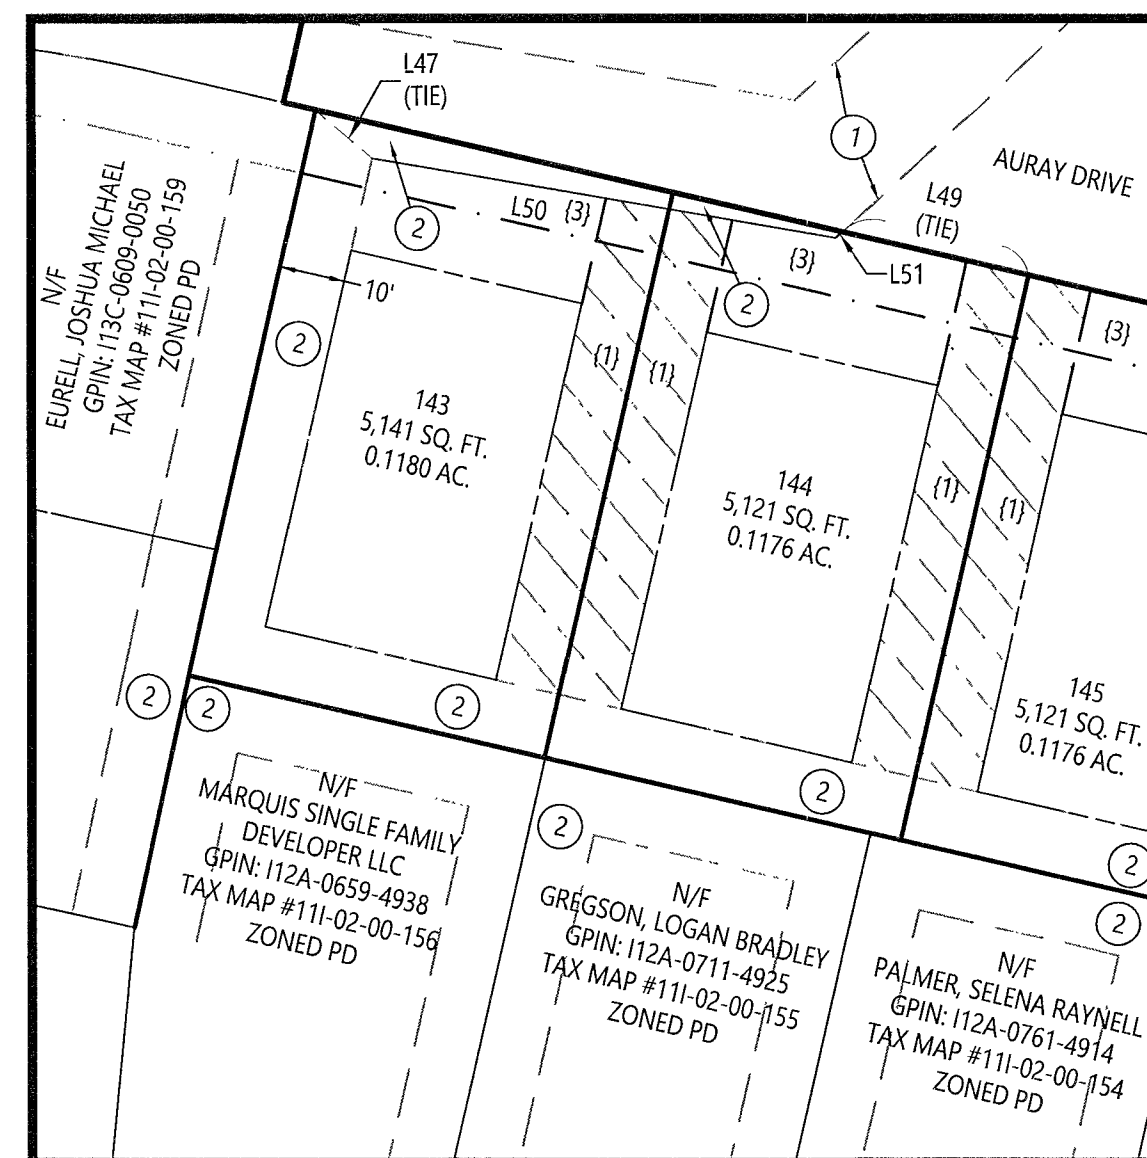 L47
(TIE)
1
AURAY DRIVE
L49
(TIE)
L50
{3}
2
{3}
L51
2
{3}
10'
2
N/F
EURELL, JOSHUA MICHAEL
GPIN: I13C-0609-0050
TAX MAP #11I-02-00-159
ZONED PD
{1}
{1}
143
5,141 SQ. FT.
0.1180 AC.
144
5,121 SQ. FT.
0.1176 AC.
{1}
{1}
145
5,121 SQ. FT.
0.1176 AC.
2
2
2
2
2
2
2
N/F
MARQUIS SINGLE FAMILY
DEVELOPER LLC
GPIN: I12A-0659-4938
TAX MAP #11I-02-00-156
ZONED PD
N/F
GREGSON, LOGAN BRADLEY
GPIN: I12A-0711-4925
TAX MAP #11I-02-00-155
ZONED PD
N/F
PALMER, SELENA RAYNELL
GPIN: I12A-0761-4914
TAX MAP #11I-02-00-154
ZONED PD